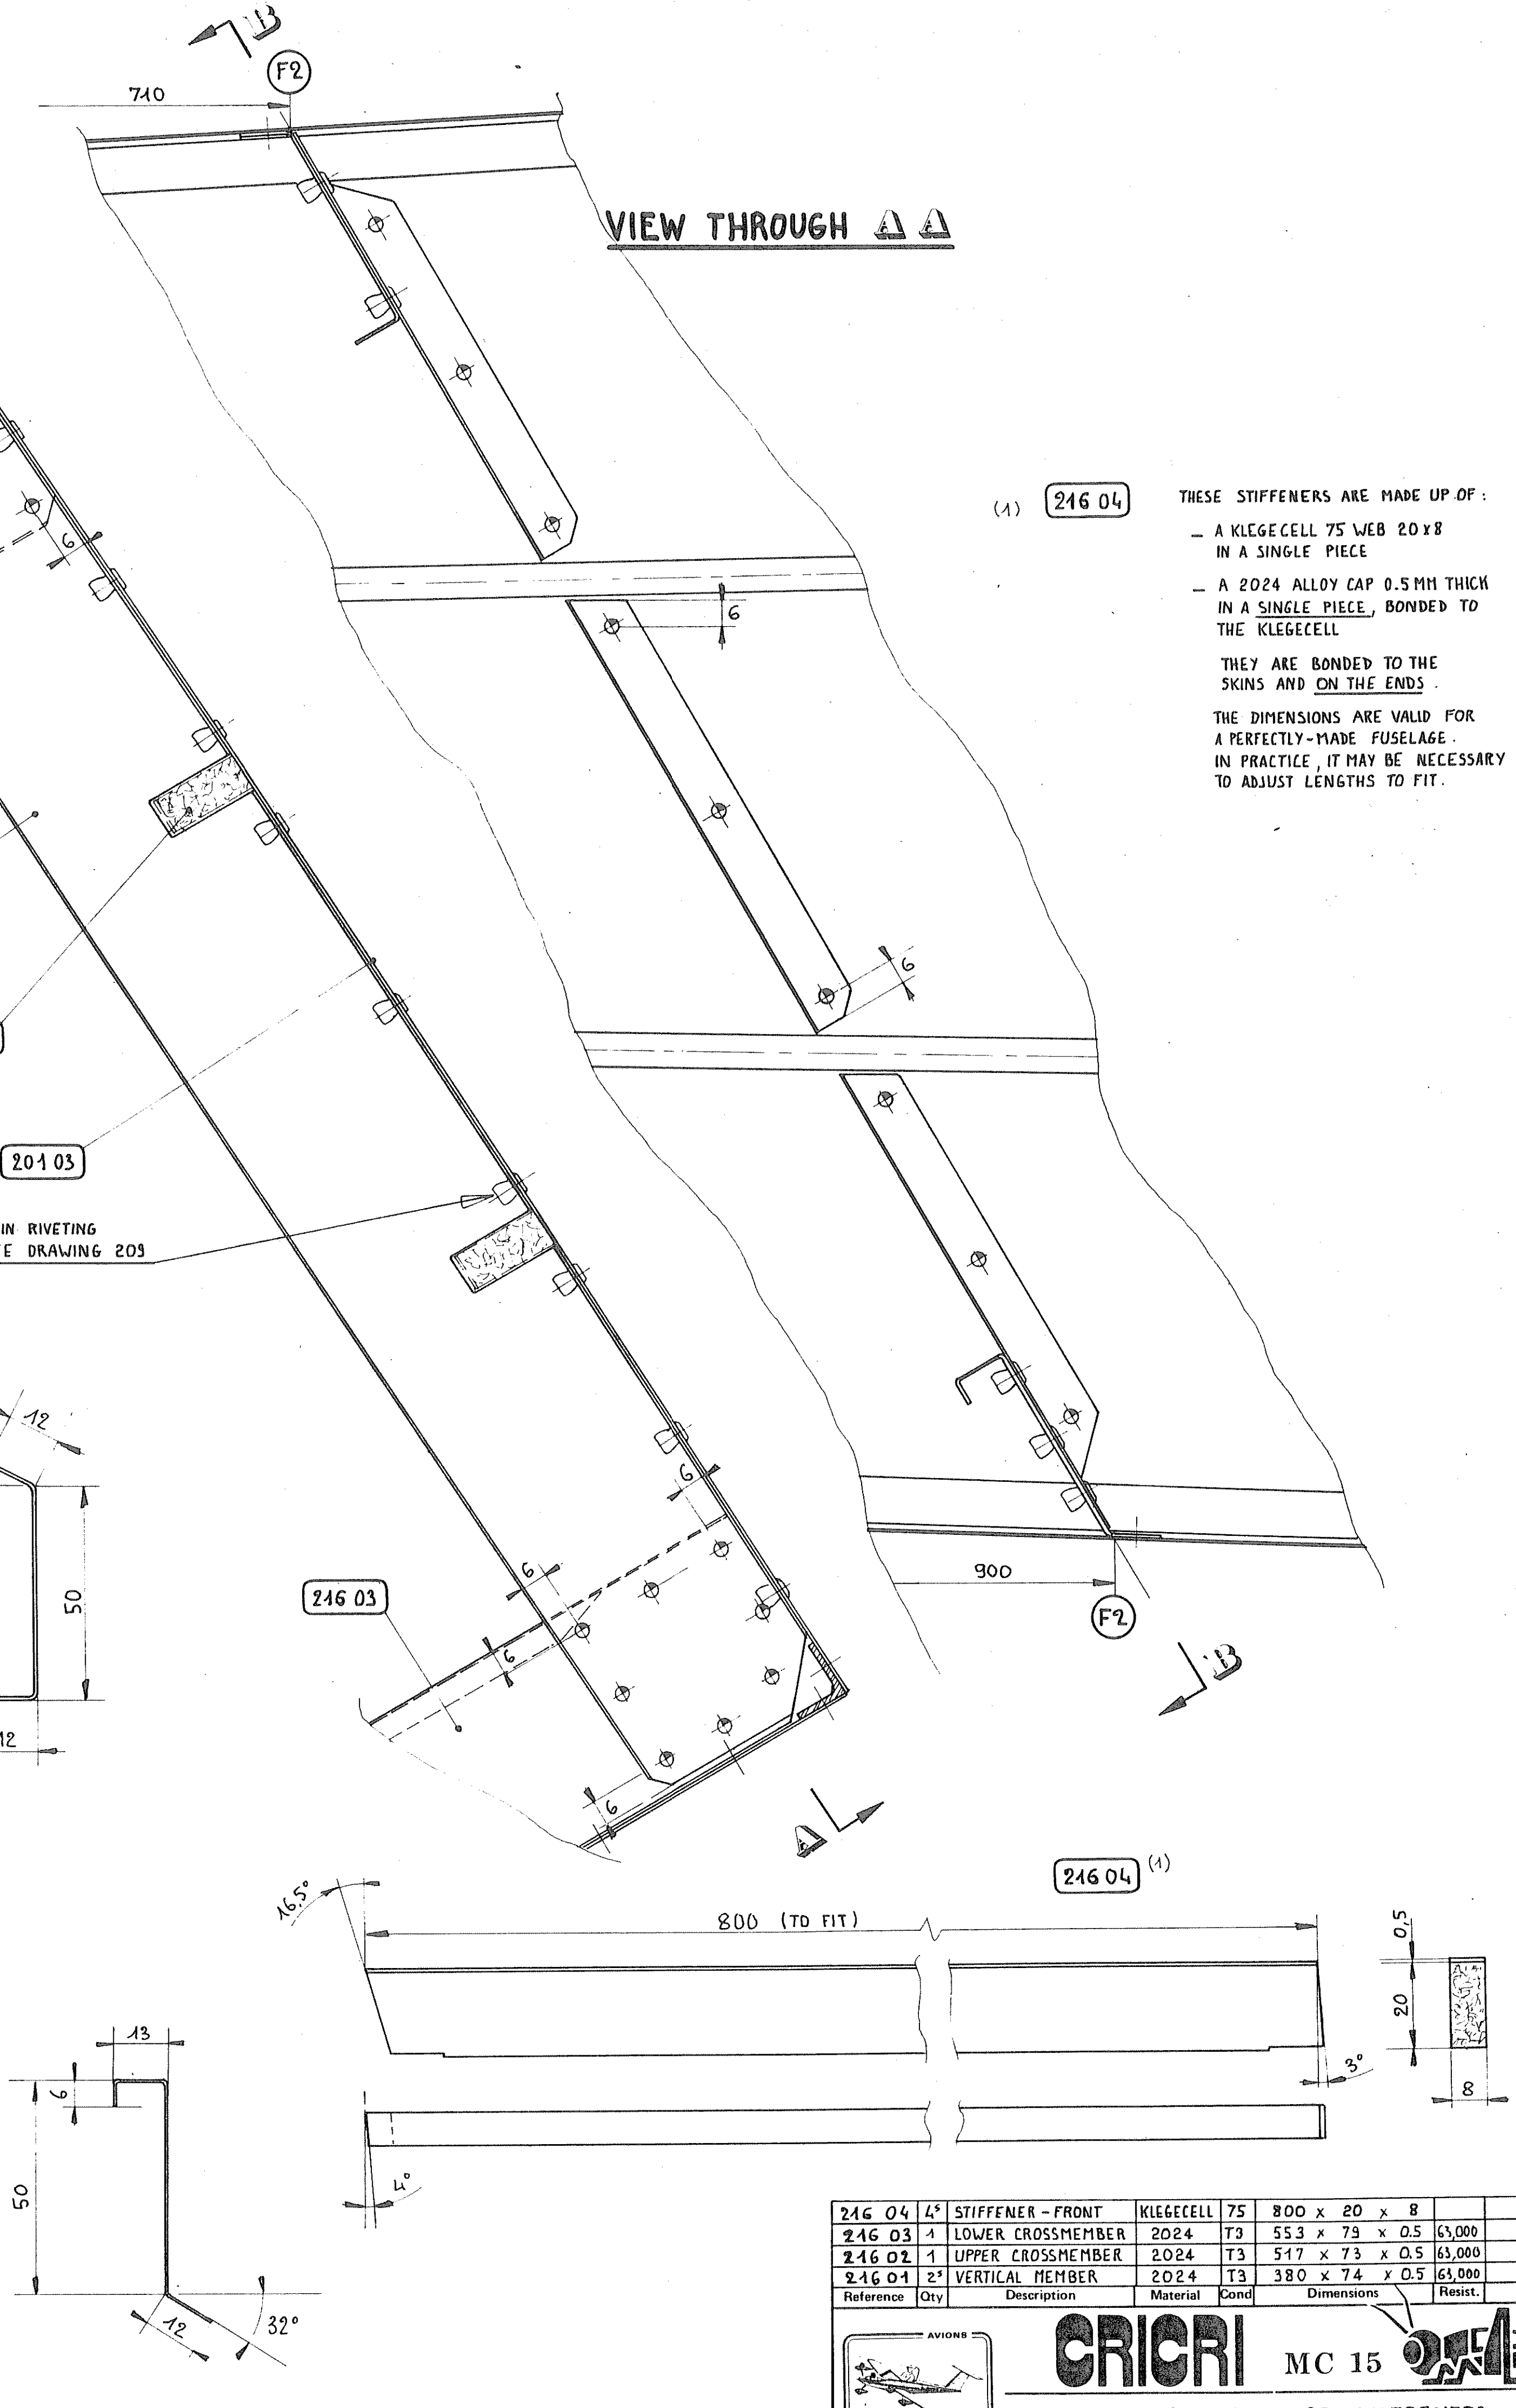 B
F2
710
VIEW THROUGH A A
(1) 216 04
THESE STIFFENERS ARE MADE UP OF :
– A KLEGECELL 75 WEB 20x8
IN A SINGLE PIECE
– A 2024 ALLOY CAP 0.5MM THICK
IN A SINGLE PIECE, BONDED TO
THE KLEGECELL
THEY ARE BONDED TO THE
SKINS AND ON THE ENDS .
THE DIMENSIONS ARE VALID FOR
A PERFECTLY-MADE FUSELAGE .
IN PRACTICE, IT MAY BE NECESSARY
TO ADJUST LENGTHS TO FIT .
6
6
6
201 03
IN RIVETING
DRAWING 209
12
50
12
6
6
6
6
216 03
900
F2
B
A
216 04 (1)
16,5°
800 (TO FIT)
0,5
20
8
3°
4°
13
6
50
12
32°
216 04 4s STIFFENER - FRONT KLEGECELL 75 800 x 20 x 8
216 03 1 LOWER CROSSMEMBER 2024 T3 553 x 79 x 0.5 63,000
216 02 1 UPPER CROSSMEMBER 2024 T3 517 x 73 x 0.5 63,000
216 01 2s VERTICAL MEMBER 2024 T3 380 x 74 x 0.5 63,000
Reference Qty Description Material Cond Dimensions Resist.
AVIONS
CRICRI MC 15